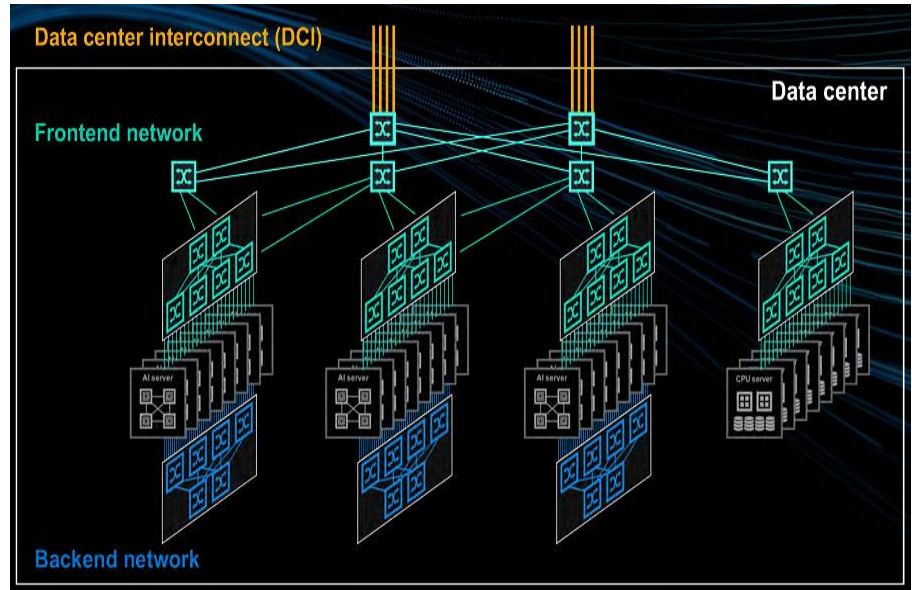 Data center interconnect (DCI)
Data center
Frontend network
AI server
AI server
AI server
CPU server
Backend network